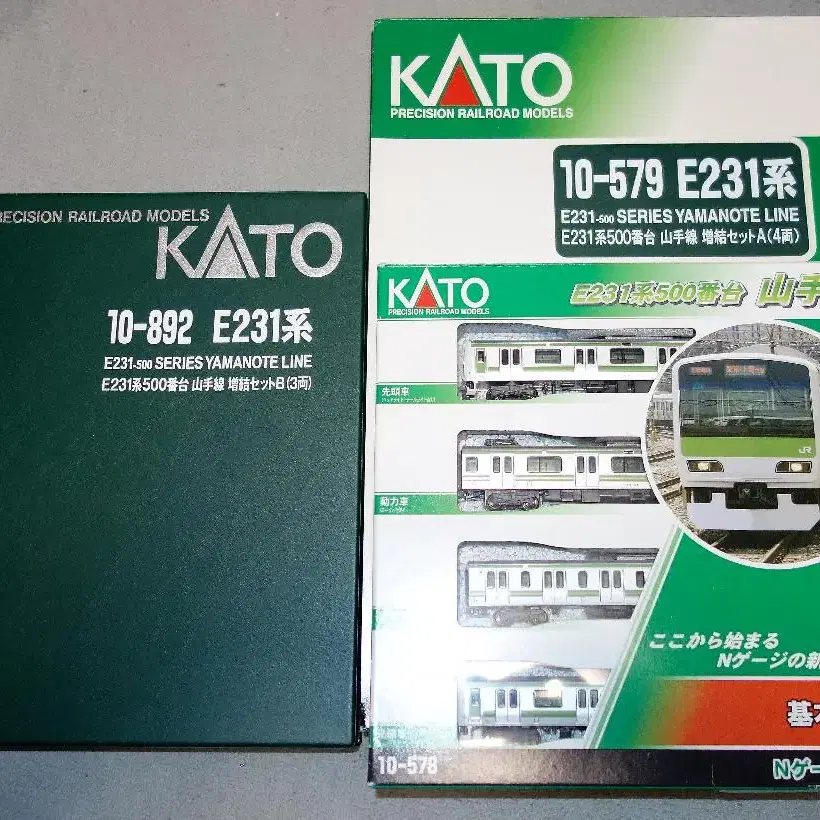 PRECISION RAILROAD MODELS
KATO
10-892 E231系
E231-500 SERIES YAMANOTE LINE
E231系500番台 山手線 増結セットB(3両)
KATO
PRECISION RAILROAD MODELS
10-579 E231系
E231-500 SERIES YAMANOTE LINE
E231系500番台 山手線 増結セットA(4両)
KATO
PRECISION RAILROAD MODELS
E231系500番台 山手
先頭車
動力車
JR
ここから始まる
Nゲージの新
基本
先頭車
10-578
Nゲー